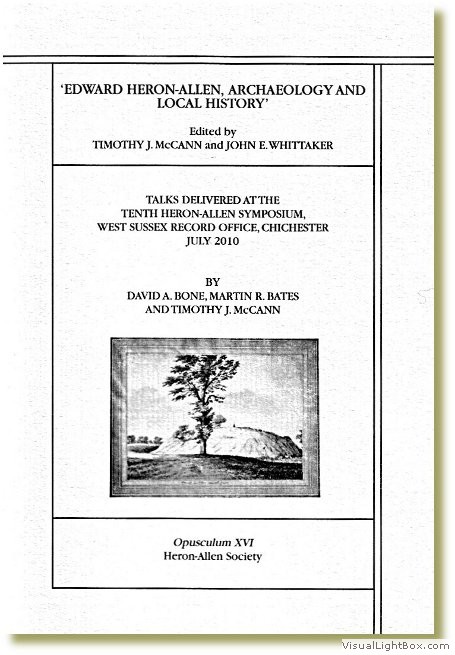 'EDWARD HERON-ALLEN, ARCHAEOLOGY AND
LOCAL HISTORY'
Edited by
TIMOTHY J. McCANN and JOHN E. WHITTAKER
TALKS DELIVERED AT THE
TENTH HERON-ALLEN SYMPOSIUM,
WEST SUSSEX RECORD OFFICE, CHICHESTER
JULY 2010
BY
DAVID A. BONE, MARTIN R. BATES
AND TIMOTHY J. McCANN
Opusculum XVI
Heron-Allen Society
VisualLightBox.com